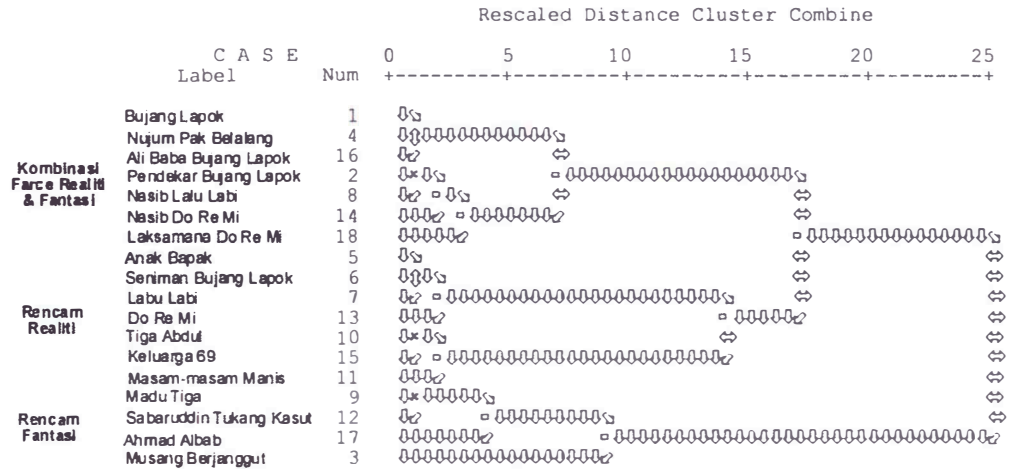 Rescaled Distance Cluster Combine
C A S E 0 5 10 15 20 25
Label Num +---------+---------+---------+---------+---------+
Bujang Lapok 1
Nujum Pak Belalang 4
Ali Baba Bujang Lapok 16
Kombinasi
Farce Realiti
& Fantasi
Pendekar Bujang Lapok 2
Nasib Lalu Labi 8
Nasib Do Re Mi 14
Laksamana Do Re Mi 18
Anak Bapak 5
Seniman Bujang Lapok 6
Labu Labi 7
Rencam
Realiti
Do Re Mi 13
Tiga Abdul 10
Keluarga 69 15
Masam-masam Manis 11
Madu Tiga 9
Rencam
Fantasi
Sabaruddin Tukang Kasut 12
Ahmad Albab 17
Musang Berjanggut 3